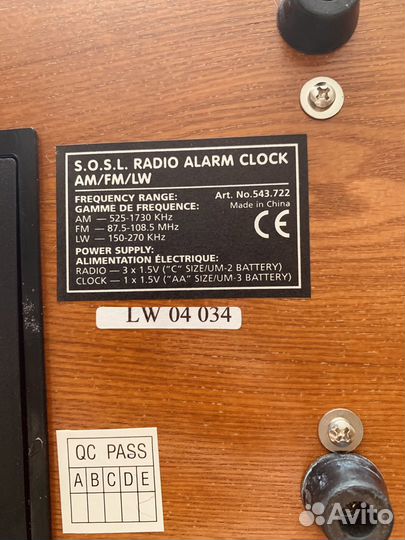 S.O.S.L. RADIO ALARM CLOCK
AM/FM/LW
FREQUENCY RANGE: Art. No.543.722
GAMME DE FREQUENCE: Made in China
AM — 525-1730 KHz
FM — 87.5-108.5 MHz
LW — 150-270 KHz
CE
POWER SUPPLY:
ALIMENTATION ÉLECTRIQUE:
RADIO — 3 x 1.5V ("C" SIZE/UM-2 BATTERY)
CLOCK — 1 x 1.5V ("AA" SIZE/UM-3 BATTERY)
LW 04 034
QC PASS
A B C D E
Avito